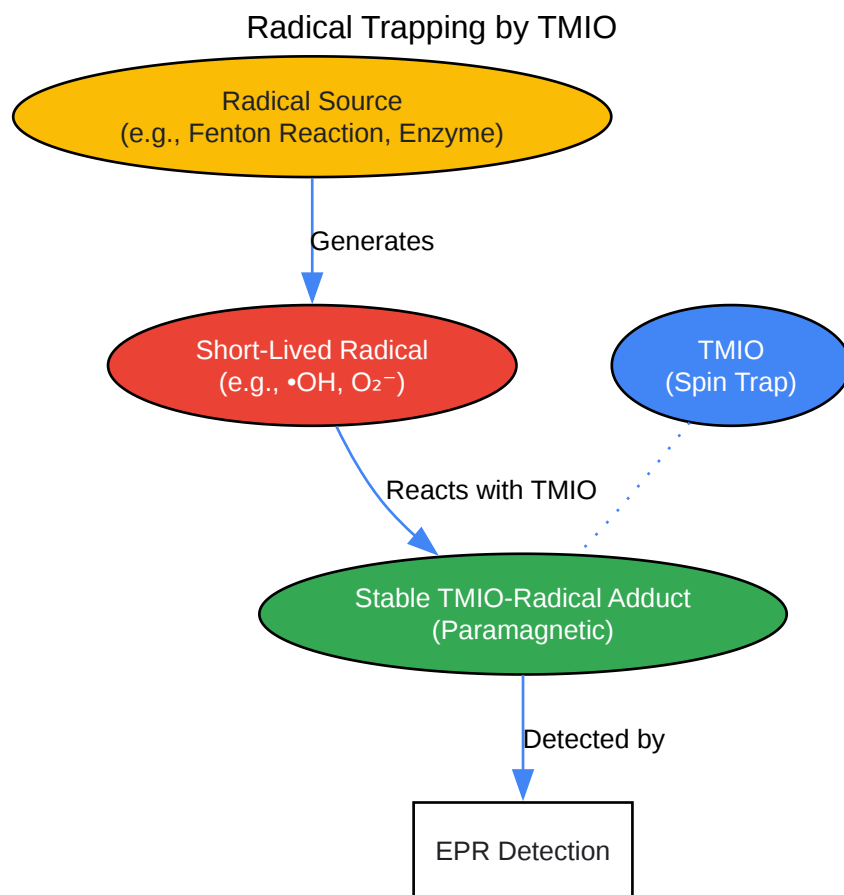 Radical Trapping by TMIO
Radical Source
(e.g., Fenton Reaction, Enzyme)
Generates
Short-Lived Radical
(e.g., •OH, O₂⁻)
TMIO
(Spin Trap)
Reacts with TMIO
Stable TMIO-Radical Adduct
(Paramagnetic)
Detected by
EPR Detection